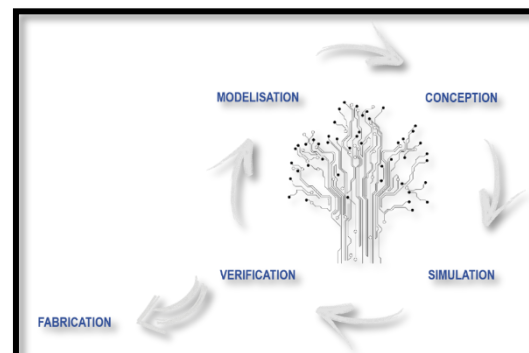 MODELISATION
CONCEPTION
VERIFICATION
SIMULATION
FABRICATION